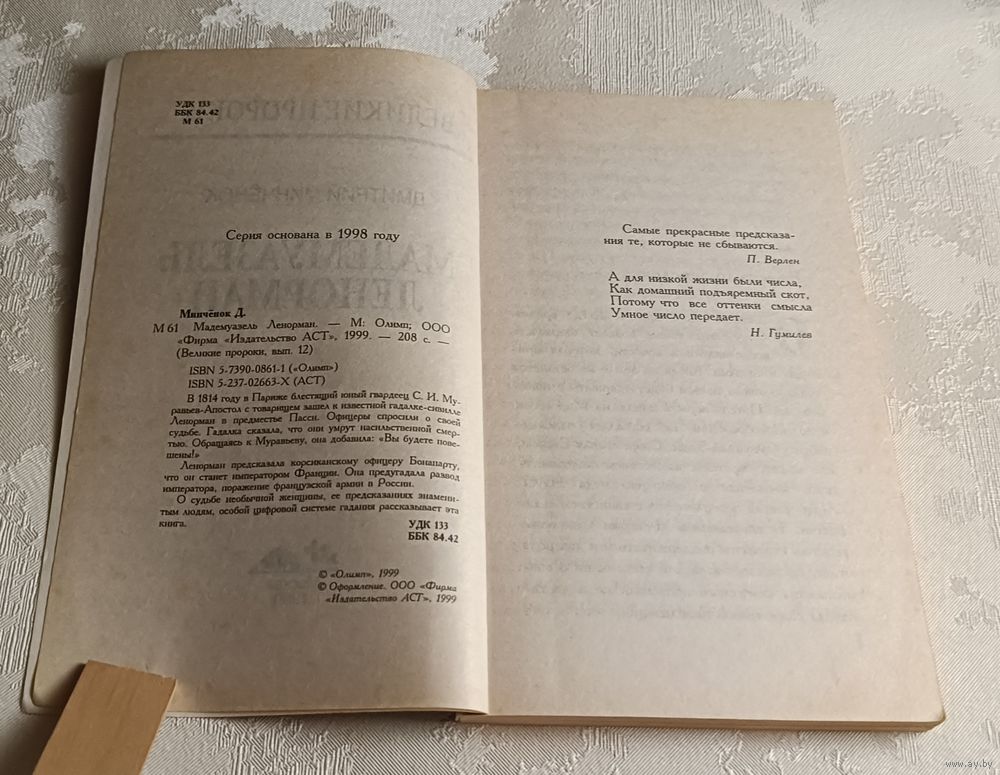 УДК 133
ББК 84.42
М 61
Серия основана в 1998 году
Минчёнок Д.
М 61 Мадемуазель Ленорман. — М: Олимп; ООО
«Фирма «Издательство АСТ», 1999. — 208 с. —
(Великие пророки, вып. 12)
ISBN 5-7390-0861-1 («Олимп»)
ISBN 5-237-02663-X (АСТ)
В 1814 году в Париже блестящий юный гвардеец С. И. Му-
равьев-Апостол с товарищем зашел к известной гадалке-сивилле
Ленорман в предместье Пасси. Офицеры спросили о своей
судьбе. Гадалка сказала, что они умрут насильственной смер-
тью. Обращаясь к Муравьеву, она добавила: «Вы будете пове-
шены!»
Ленорман предсказала корсиканскому офицеру Бонапарту,
что он станет императором Франции. Она предугадала развод
императора, поражение французской армии в России.
О судьбе необычной женщины, ее предсказаниях знамени-
тым людям, особой цифровой системе гадания рассказывает эта
книга.
УДК 133
ББК 84.42
© «Олимп», 1999
© Оформление. ООО «Фирма
«Издательство АСТ», 1999
Самые прекрасные предсказа-
ния те, которые не сбываются.
П. Верлен
А для низкой жизни были числа,
Как домашний подъяремный скот,
Потому что все оттенки смысла
Умное число передает.
Н. Гумилев
www.ay.by